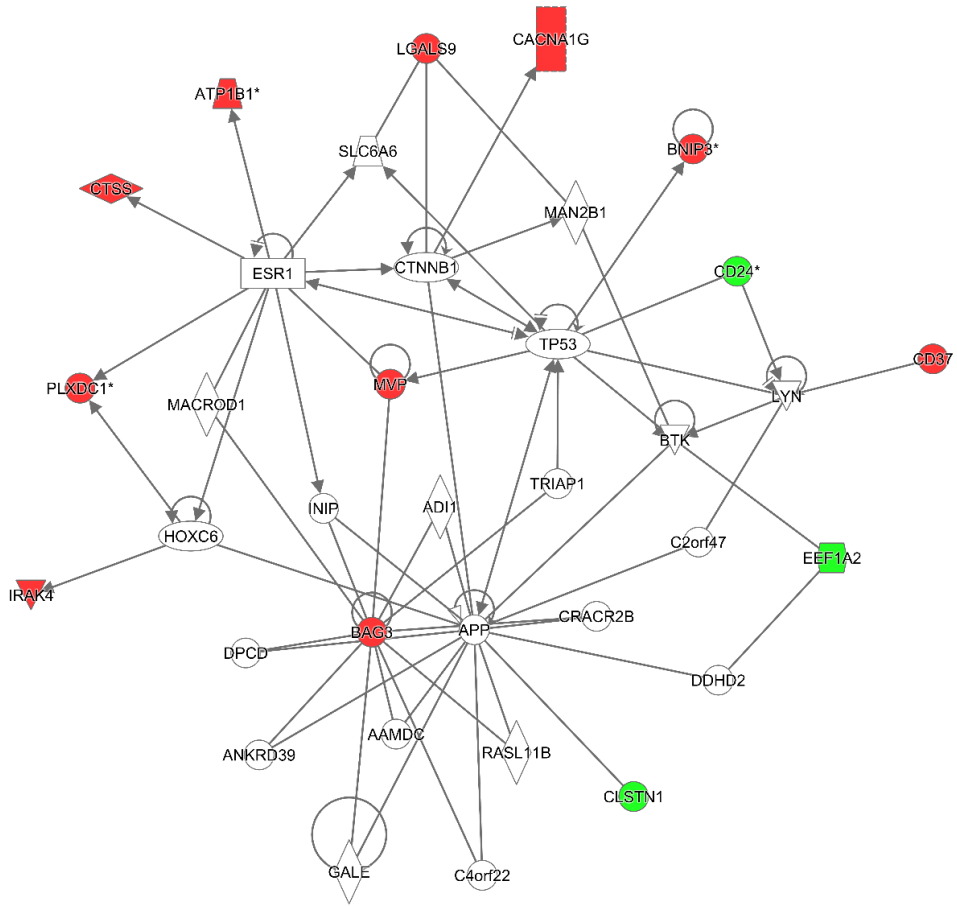 LGALS9
CACNA1G
ATP1B1*
SLC6A6
BNIP3*
CTSS
MAN2B1
ESR1
CTNNB1
CD24*
TP53
CD37
PLXDC1*
MVP
MACROD1
LYN
BTK
TRIAP1
INIP
ADI1
HOXC6
C2orf47
EEF1A2
IRAK4
CRACR2B
BAG3
APP
DPCD
DDHD2
AAMDC
ANKRD39
RASL11B
CLSTN1
GALE
C4orf22